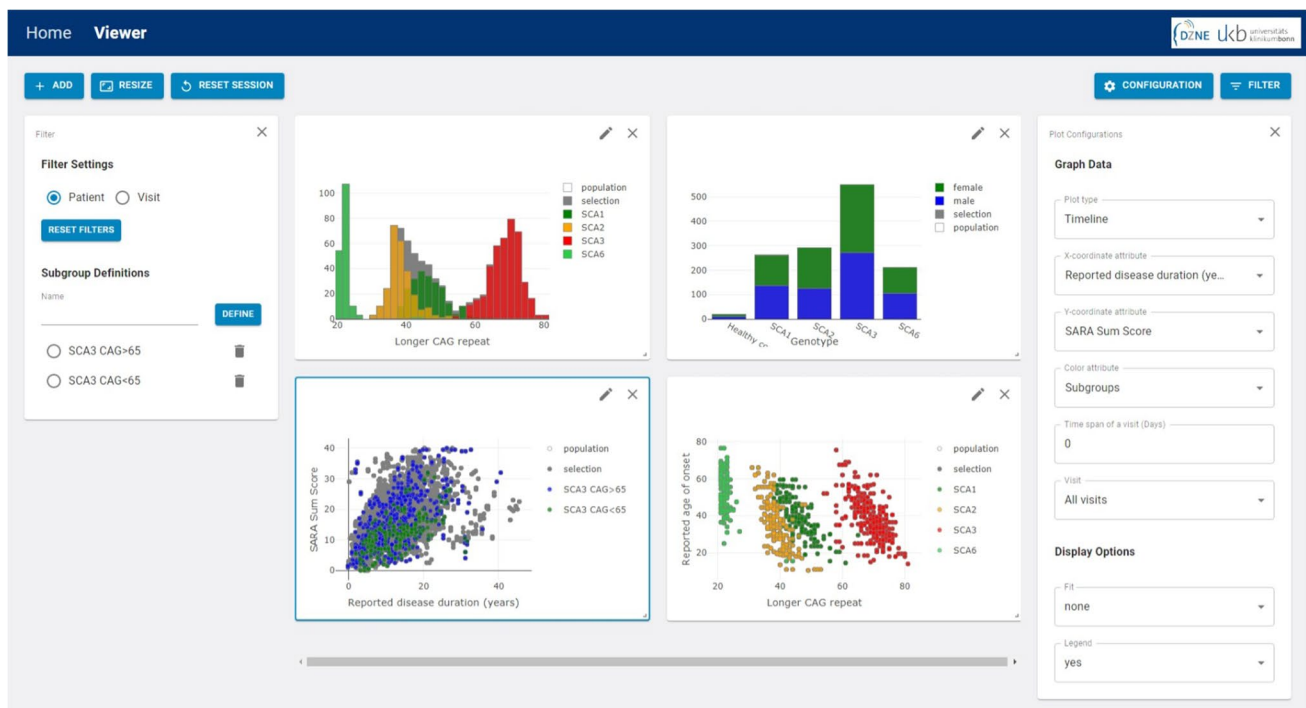 Home Viewer
DZNE ukb universitäts
klinikumbonn
+ ADD RESIZE RESET SESSION
CONFIGURATION FILTER
Filter
Filter Settings
Patient Visit
RESET FILTERS
Subgroup Definitions
Name
DEFINE
SCA3 CAG>65
SCA3 CAG<65
100
80
60
40
20
0
20 40 60 80
Longer CAG repeat
population
selection
SCA1
SCA2
SCA3
SCA6
500
400
300
200
100
0
Healthy co SCA1 SCA2 SCA3 SCA6
Genotype
female
male
selection
population
SARA Sum Score
40
30
20
10
0
0 20 40
Reported disease duration (years)
population
selection
SCA3 CAG>65
SCA3 CAG<65
Reported age of onset
80
60
40
20
20 40 60 80
Longer CAG repeat
population
selection
SCA1
SCA2
SCA3
SCA6
Plot Configurations
Graph Data
Plot type
Timeline
X-coordinate attribute
Reported disease duration (ye...
Y-coordinate attribute
SARA Sum Score
Color attribute
Subgroups
Time span of a visit (Days)
0
Visit
All visits
Display Options
Fit
none
Legend
yes